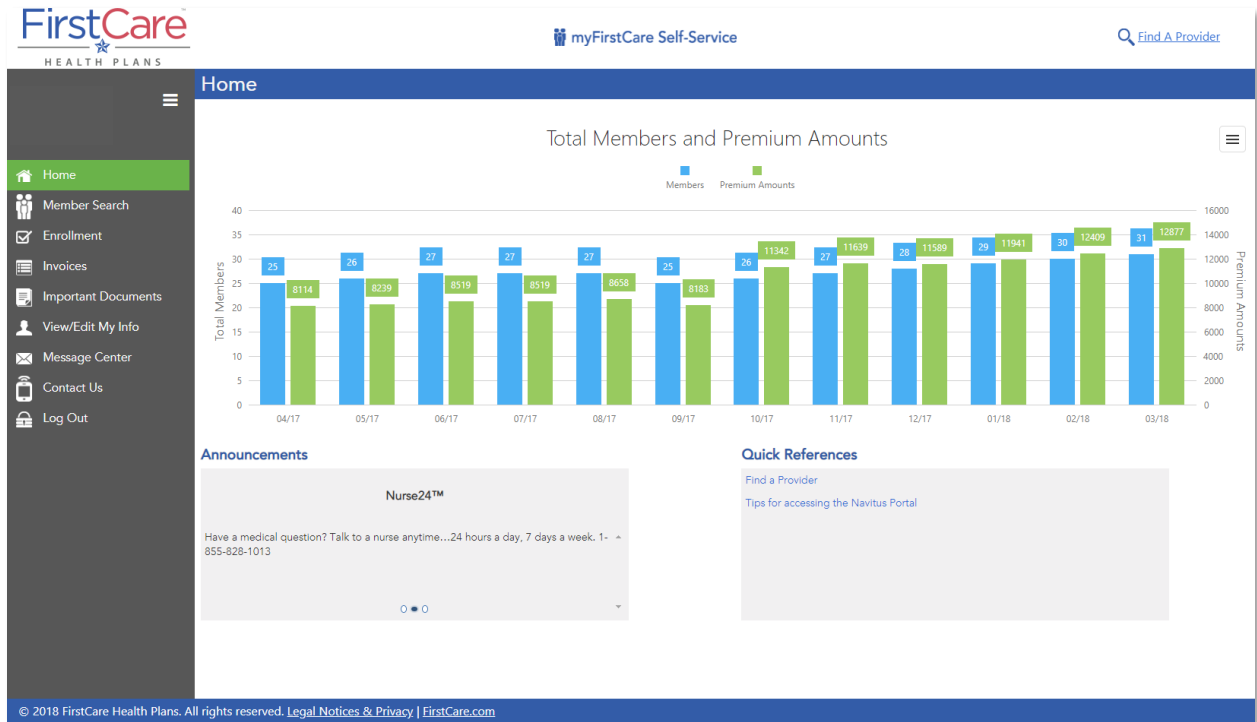 FirstCare™
HEALTH PLANS
myFirstCare Self-Service
Find A Provider
Home
Home
Member Search
Enrollment
Invoices
Important Documents
View/Edit My Info
Message Center
Contact Us
Log Out
Total Members and Premium Amounts
Members Premium Amounts
Total Members
40
35
30
25
20
15
10
5
0
25 8114
26 8239
27 8519
27 8519
27 8658
25 8183
26 11342
27 11639
28 11589
29 11941
30 12409
31 12877
16000
14000
12000
10000
8000
6000
4000
2000
0
Premium Amounts
04/17 05/17 06/17 07/17 08/17 09/17 10/17 11/17 12/17 01/18 02/18 03/18
Announcements
Nurse24™
Have a medical question? Talk to a nurse anytime...24 hours a day, 7 days a week. 1-
855-828-1013
Quick References
Find a Provider
Tips for accessing the Navitus Portal
© 2018 FirstCare Health Plans. All rights reserved. Legal Notices & Privacy | FirstCare.com